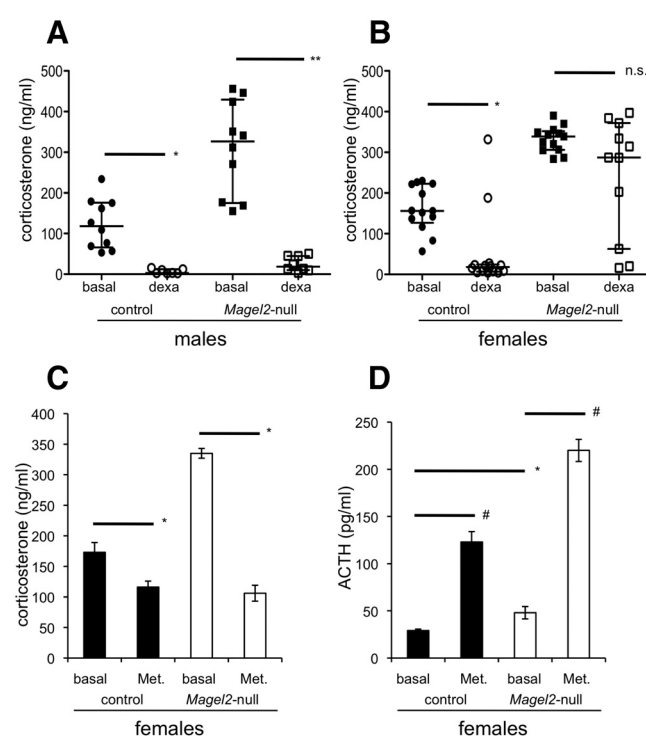 A
corticosterone (ng/ml)
500
400
300
200
100
0
*
**
basal dexa basal dexa
control Magel2-null
males
B
corticosterone (ng/ml)
500
400
300
200
100
0
*
n.s.
basal dexa basal dexa
control Magel2-null
females
C
corticosterone (ng/ml)
400
350
300
250
200
150
100
50
0
*
*
basal Met. basal Met.
control Magel2-null
females
D
ACTH (pg/ml)
250
200
150
100
50
0
#
*
#
basal Met. basal Met.
control Magel2-null
females